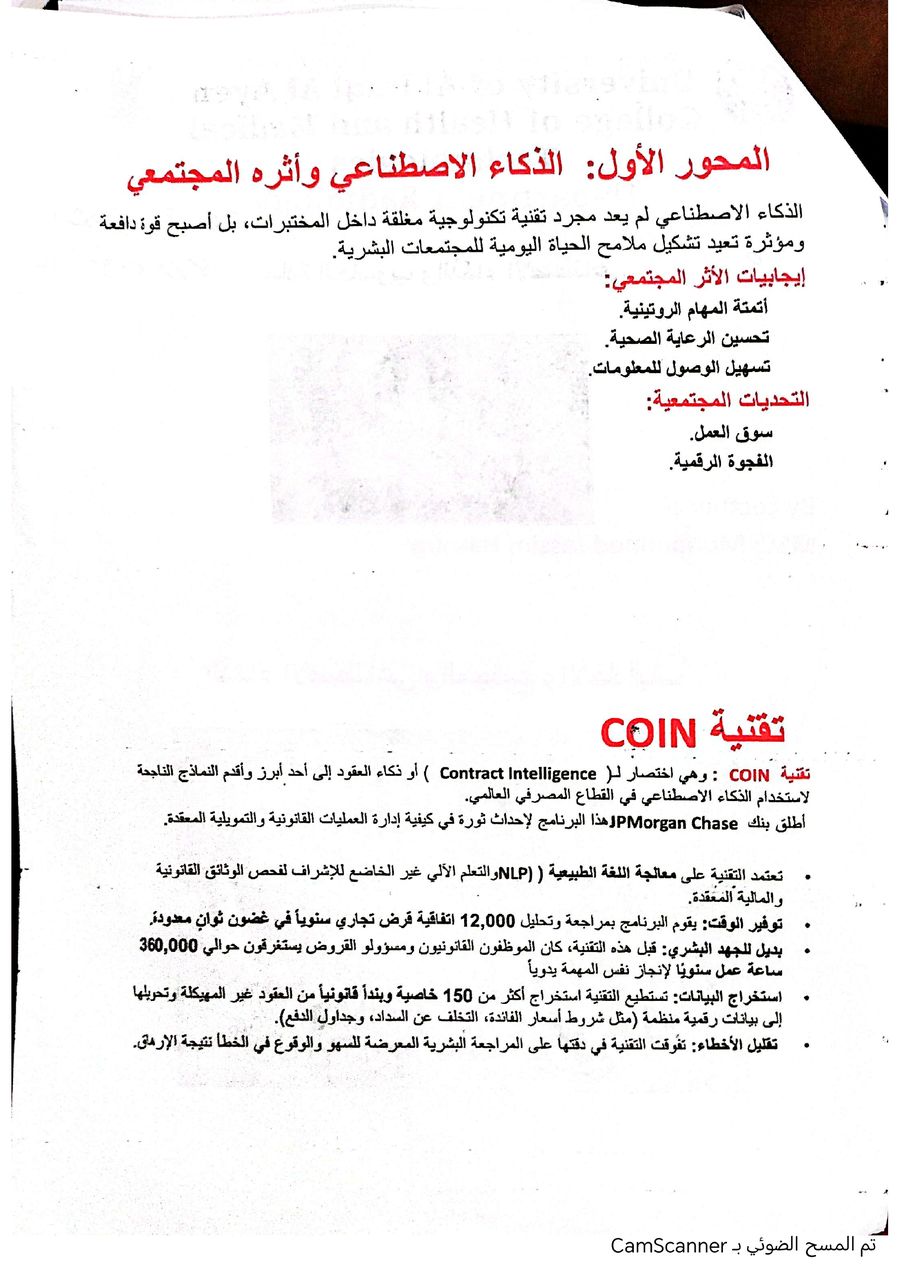 المحور الأول: الذكاء الاصطناعي وأثره المجتمعي
الذكاء الاصطناعي لم يعد مجرد تقنية تكنولوجية مغلقة داخل المختبرات، بل أصبح قوة دافعة
ومؤثرة تعيد تشكيل ملامح الحياة اليومية للمجتمعات البشرية.
إيجابيات الأثر المجتمعي:
أتمتة المهام الروتينية.
تحسين الرعاية الصحية.
تسهيل الوصول للمعلومات.
التحديات المجتمعية:
سوق العمل.
الفجوة الرقمية.
تقنية COIN
تقنية COIN : وهي اختصار لـ( Contract Intelligence ) أو ذكاء العقود إلى أحد أبرز وأقدم النماذج الناجحة
لاستخدام الذكاء الاصطناعي في القطاع المصرفي العالمي.
أطلق بنك JPMorgan Chase هذا البرنامج لإحداث ثورة في كيفية إدارة العمليات القانونية والتمويلية المعقدة.
• تعتمد التقنية على معالجة اللغة الطبيعية ( (NLP والتعلم الآلي غير الخاضع للإشراف لفحص الوثائق القانونية
والمالية المعقدة.
• توفير الوقت: يقوم البرنامج بمراجعة وتحليل 12,000 اتفاقية قرض تجاري سنوياً في غضون ثوانٍ معدودة.
• بديل للجهد البشري: قبل هذه التقنية، كان الموظفون القانونيون ومسؤولو القروض يستغرقون حوالي 360,000
ساعة عمل سنويًا لإنجاز نفس المهمة يدوياً
• استخراج البيانات: تستطيع التقنية استخراج أكثر من 150 خاصية وبنداً قانونياً من العقود غير المهيكلة وتحويلها
إلى بيانات رقمية منظمة (مثل شروط أسعار الفائدة، التخلف عن السداد، وجداول الدفع).
• تقليل الأخطاء: تفوقت التقنية في دقتها على المراجعة البشرية المعرضة للسهو والوقوع في الخطأ نتيجة الإرهاق.
تم المسح الضوئي بـ CamScanner